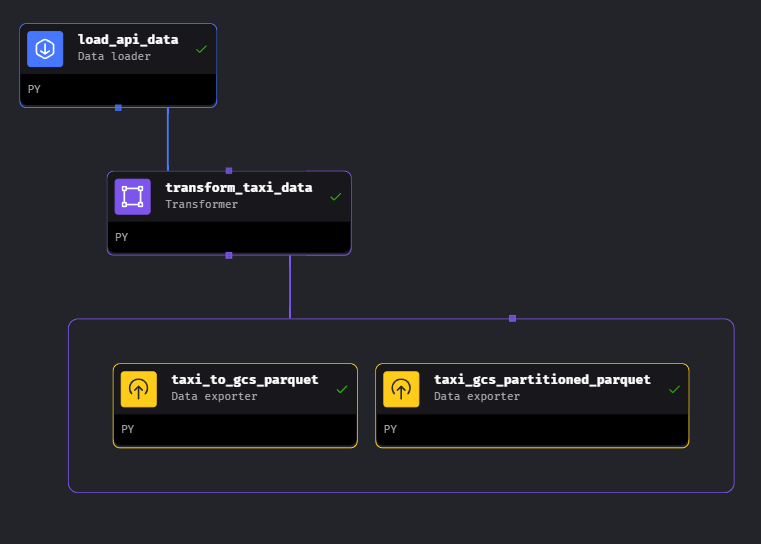 load_api_data
Data loader
PY
transform_taxi_data
Transformer
PY
taxi_to_gcs_parquet
Data exporter
PY
taxi_gcs_partitioned_parquet
Data exporter
PY